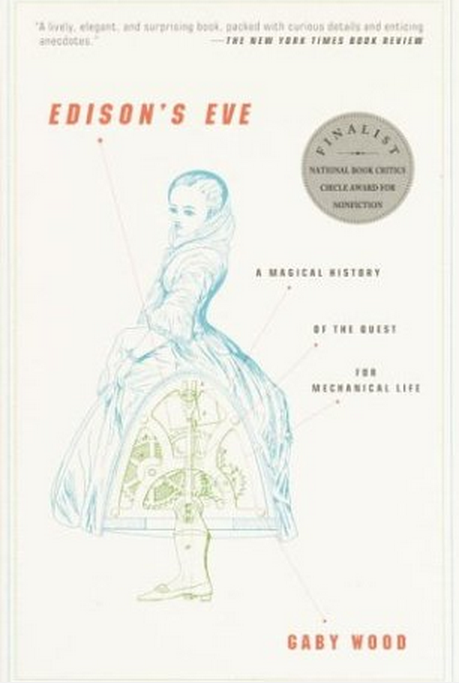 "A lively, elegant, and surprising book, packed with curious details and enticing
anecdotes." —THE NEW YORK TIMES BOOK REVIEW
EDISON'S EVE
FINALIST
NATIONAL BOOK CRITICS
CIRCLE AWARD FOR
NONFICTION
A MAGICAL HISTORY
OF THE QUEST
FOR
MECHANICAL LIFE
GABY WOOD